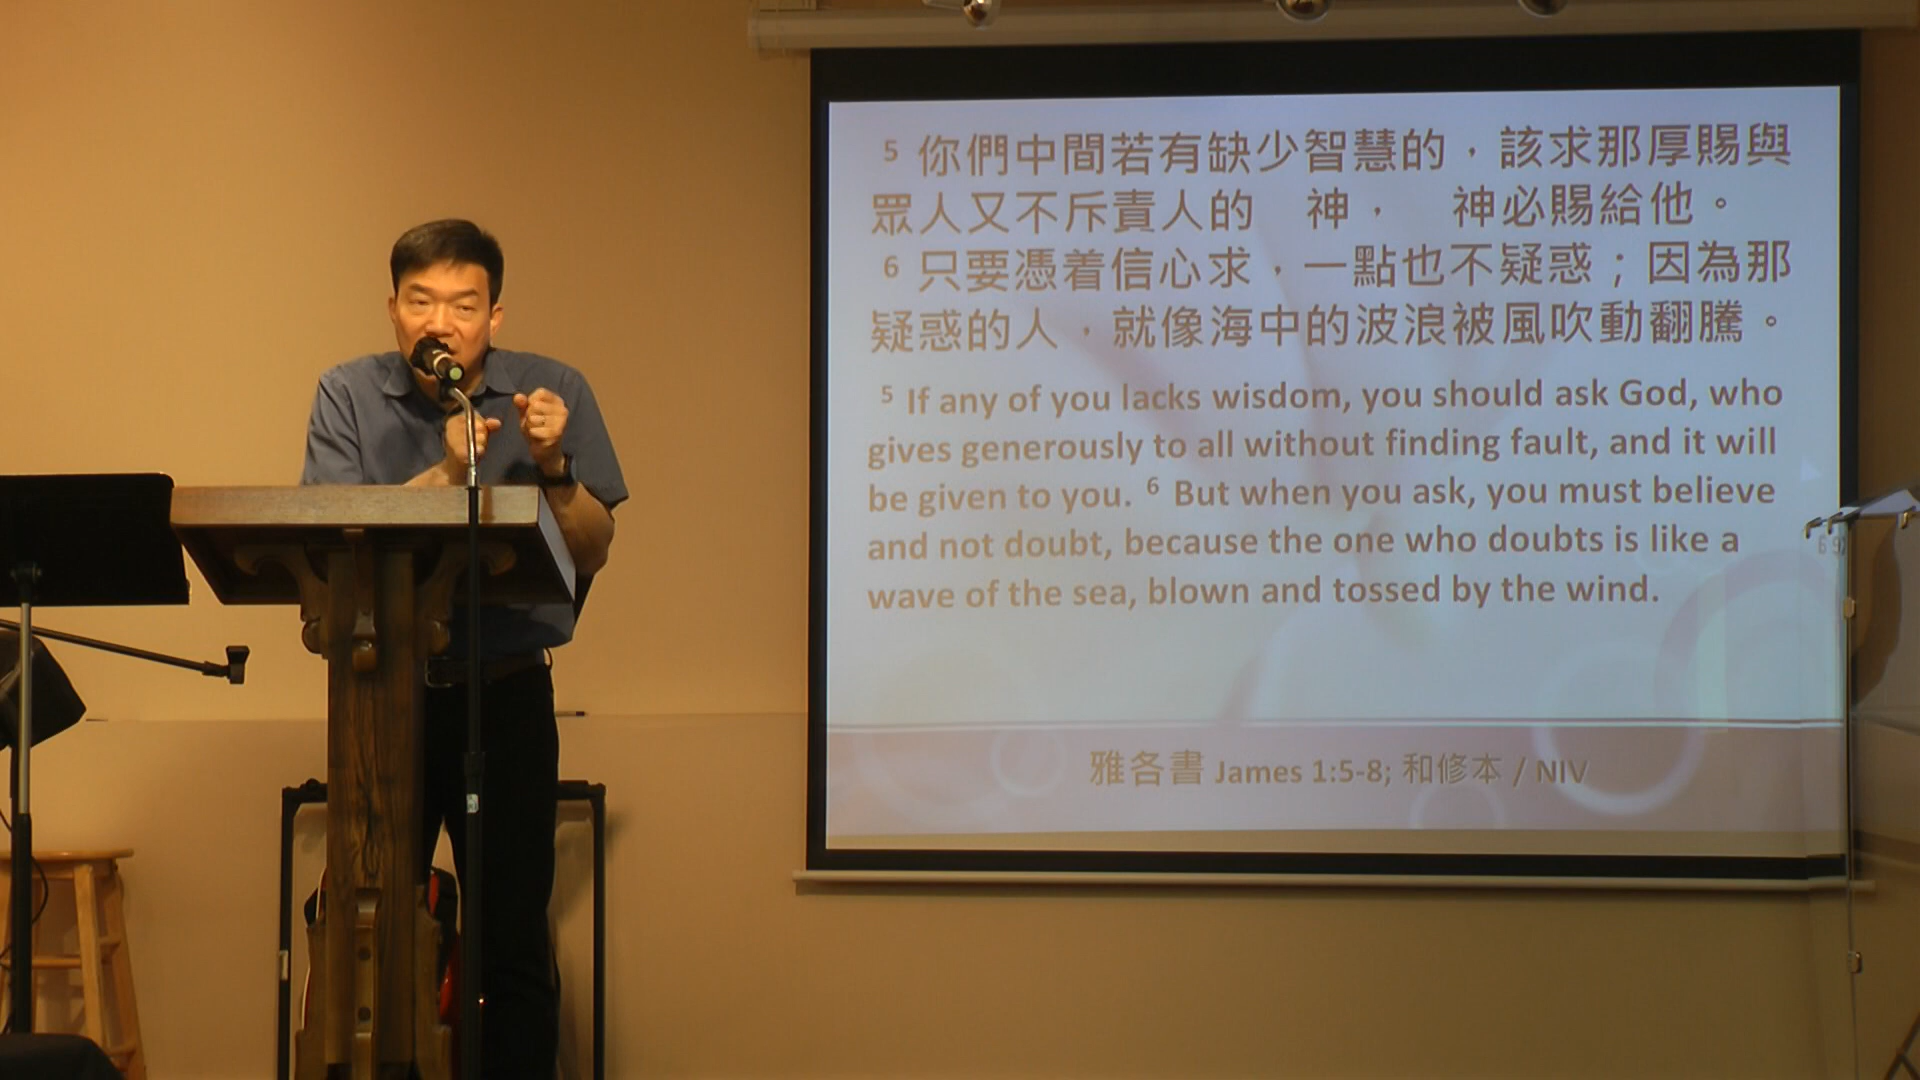 5 你們中間若有缺少智慧的，該求那厚賜與
眾人又不斥責人的　神，　神必賜給他。
6 只要憑着信心求，一點也不疑惑；因為那
疑惑的人，就像海中的波浪被風吹動翻騰。
5 If any of you lacks wisdom, you should ask God, who
gives generously to all without finding fault, and it will
be given to you. 6 But when you ask, you must believe
and not doubt, because the one who doubts is like a
wave of the sea, blown and tossed by the wind.
雅各書 James 1:5-8; 和修本 / NIV